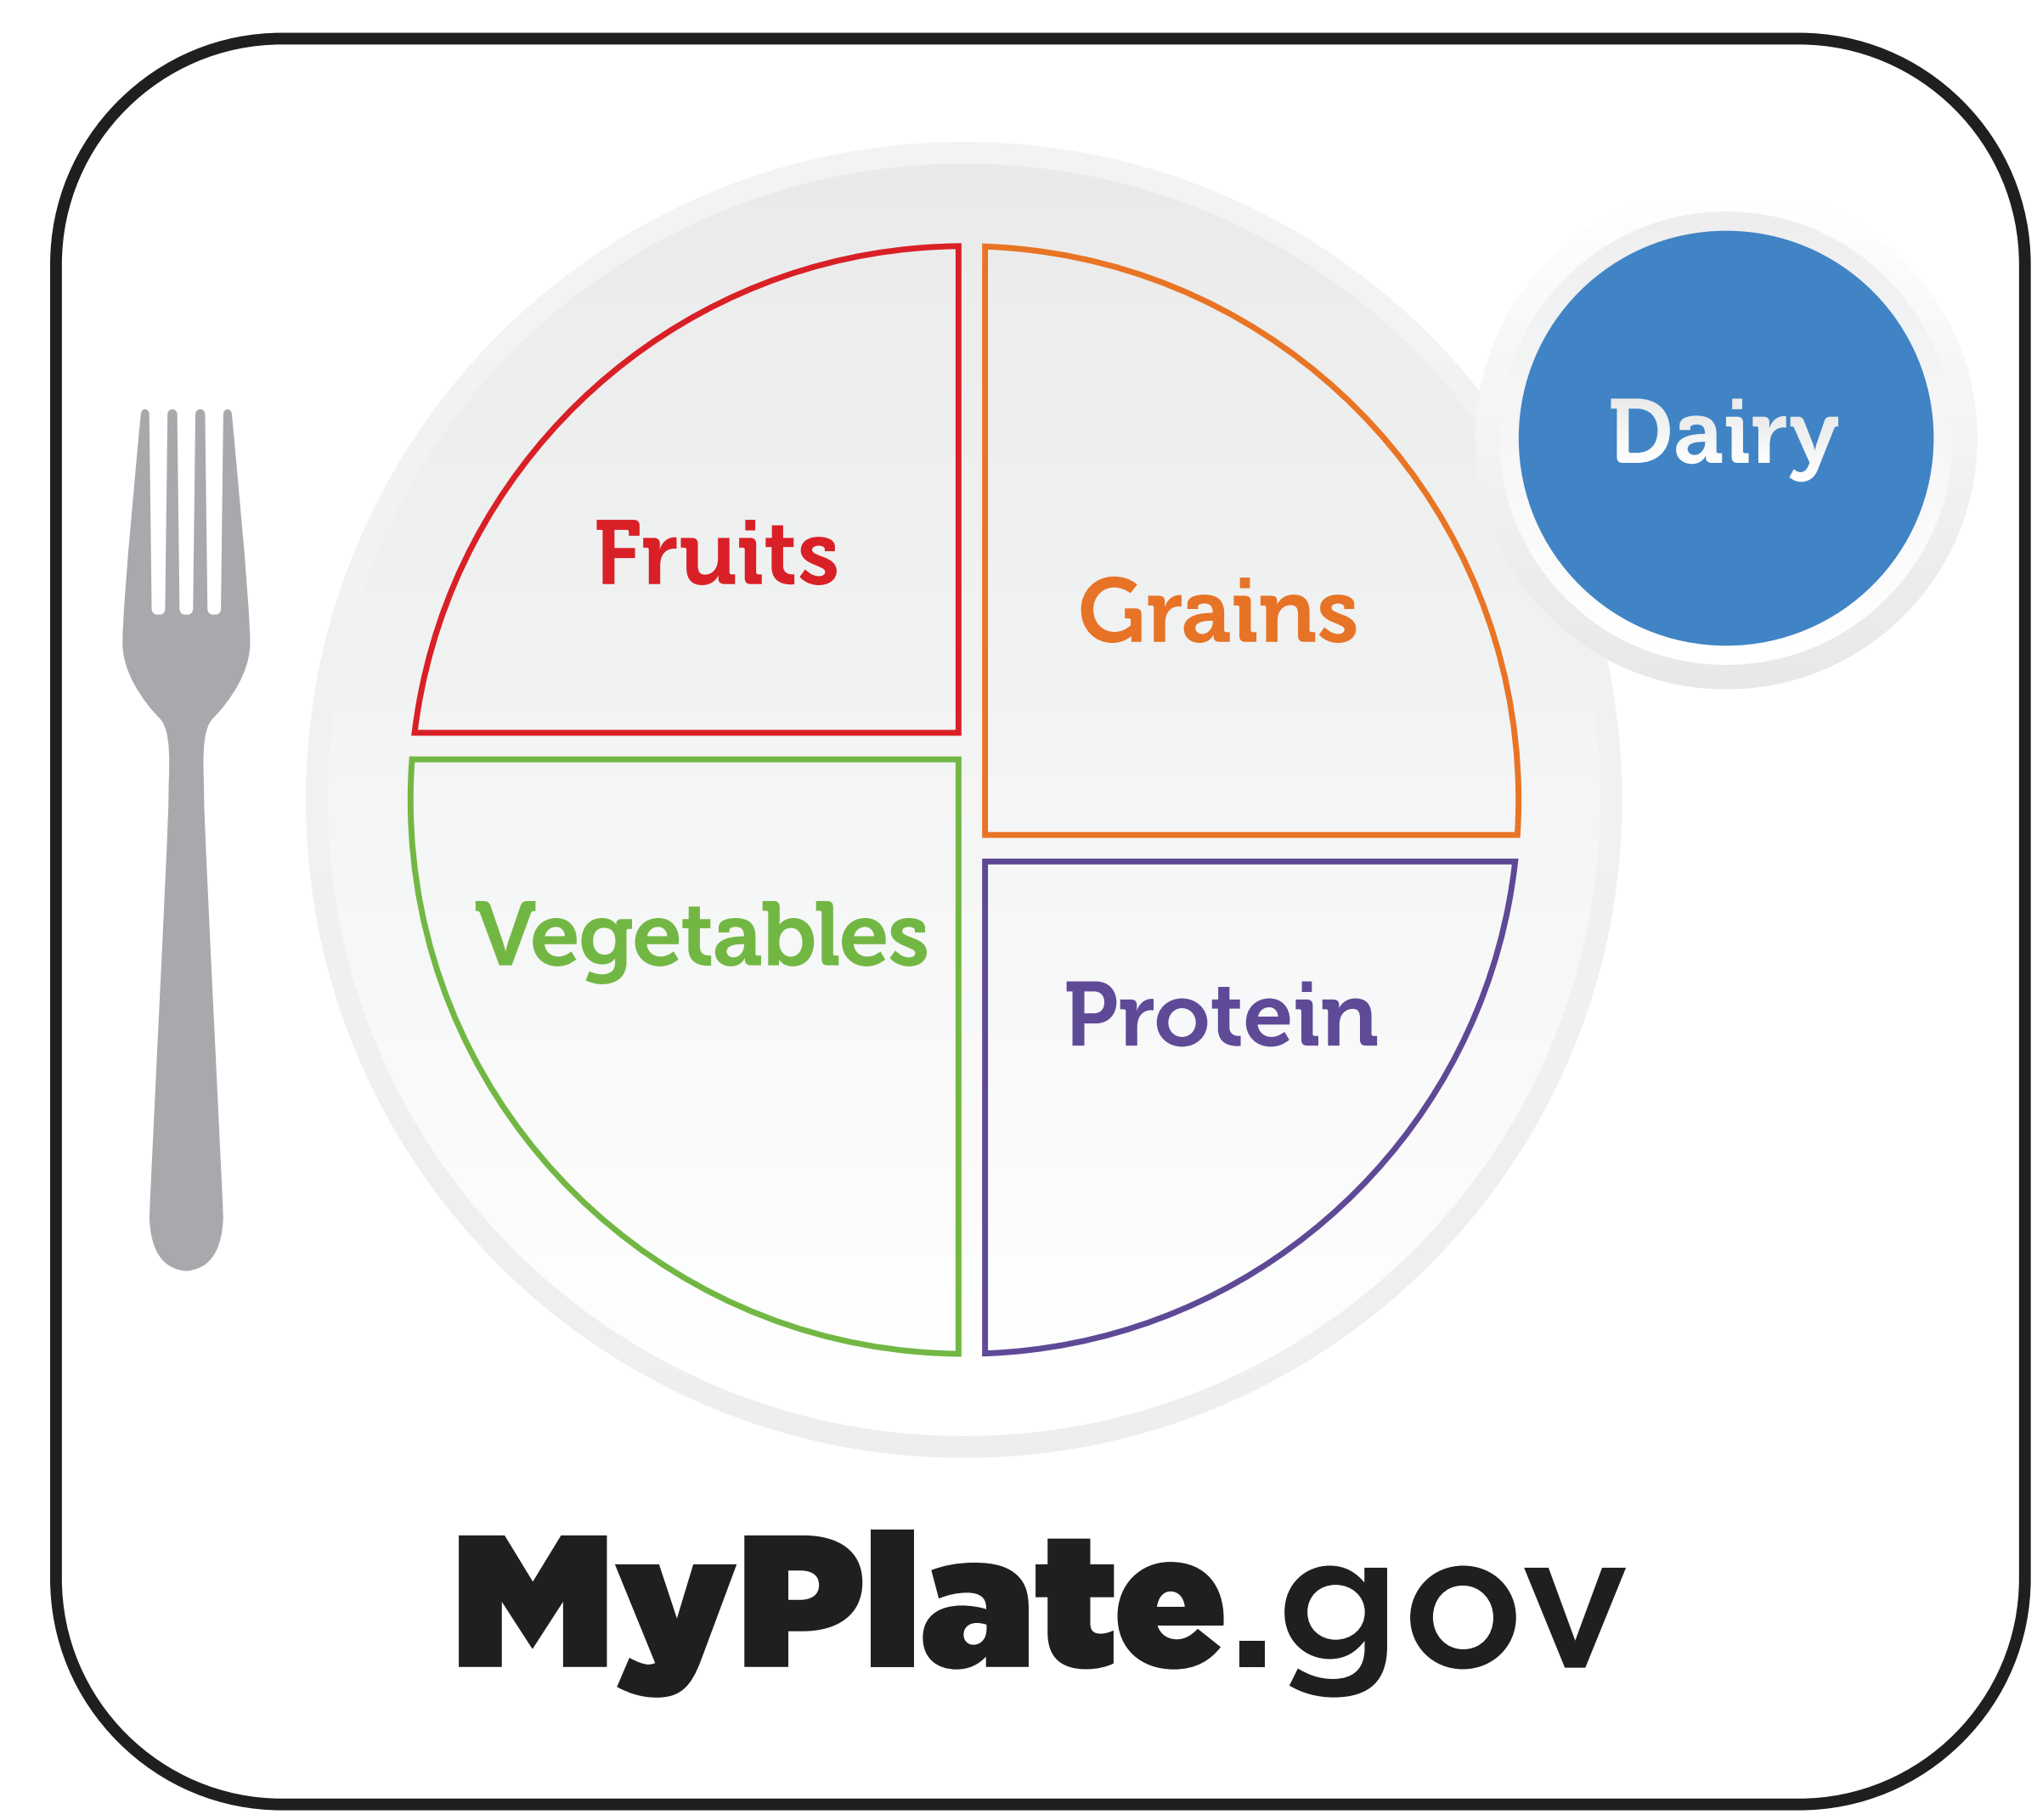 Dairy
Fruits
Grains
Vegetables
Protein
MyPlate.gov